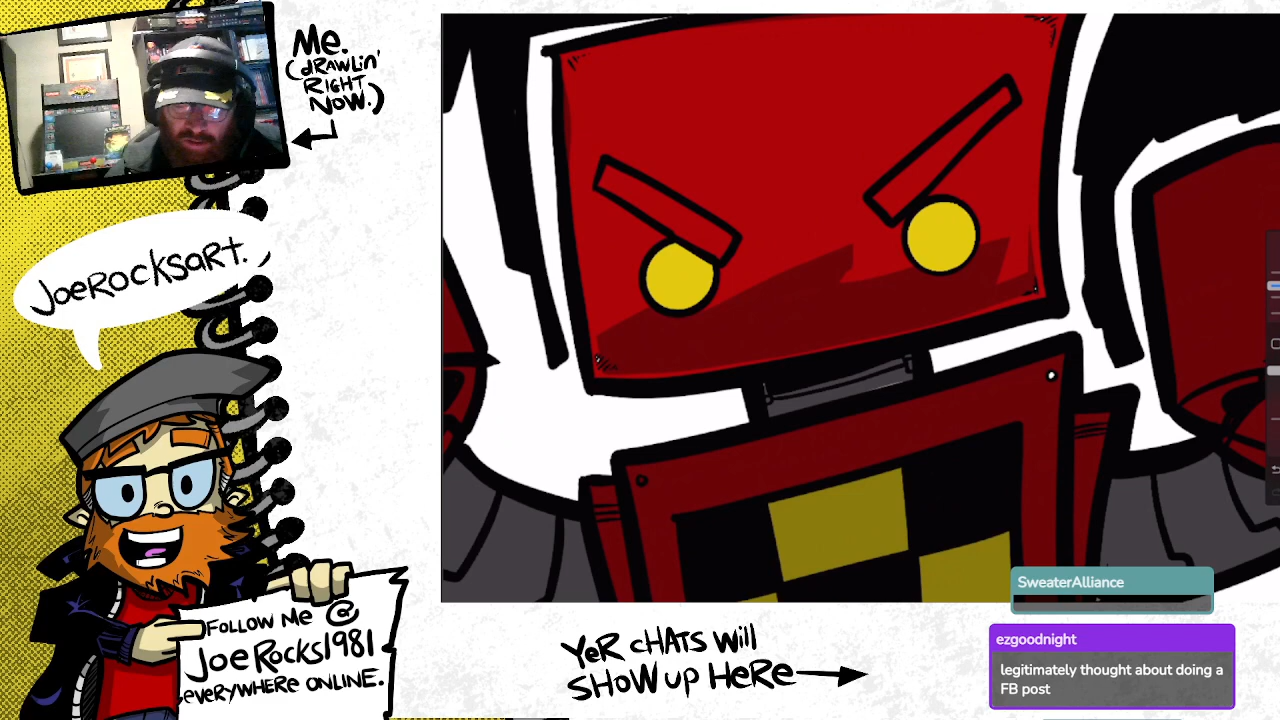 Me.
(dRAWLin'
RigHT
NOW.)
JoeRocksart.
FOLLOW Me @
JoeRocks1981
everywhere online.
YeR cHATS Will
SHOW up HeRe
SweaterAlliance
ezgoodnight
legitimately thought about doing a
FB post